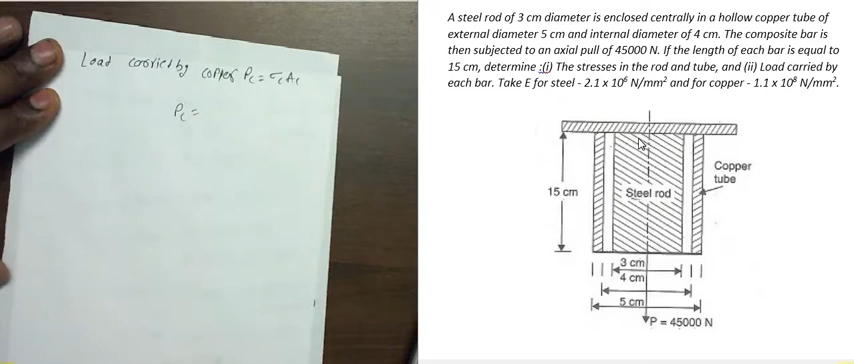 Load carried by copper Pc = σc Ac
Pc =
A steel rod of 3 cm diameter is enclosed centrally in a hollow copper tube of
external diameter 5 cm and internal diameter of 4 cm. The composite bar is
then subjected to an axial pull of 45000 N. If the length of each bar is equal to
15 cm, determine :(i) The stresses in the rod and tube, and (ii) Load carried by
each bar. Take E for steel - 2.1 x 10⁶ N/mm² and for copper - 1.1 x 10⁸ N/mm².
15 cm
Steel rod
Copper
tube
3 cm
4 cm
5 cm
P = 45000 N